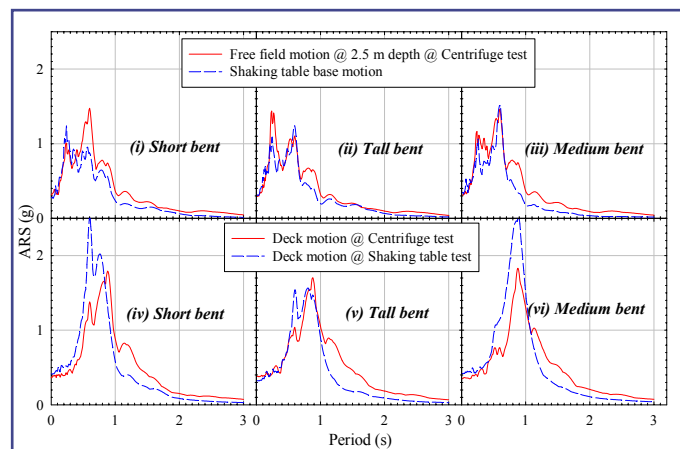 Free field motion @ 2.5 m depth @ Centrifuge test
Shaking table base motion
2
1
0
(i) Short bent
(ii) Tall bent
(iii) Medium bent
ARS (g)
Deck motion @ Centrifuge test
Deck motion @ Shaking table test
2
1
0
(iv) Short bent
(v) Tall bent
(vi) Medium bent
0 1 2 3 0 1 2 3 0 1 2 3
Period (s)